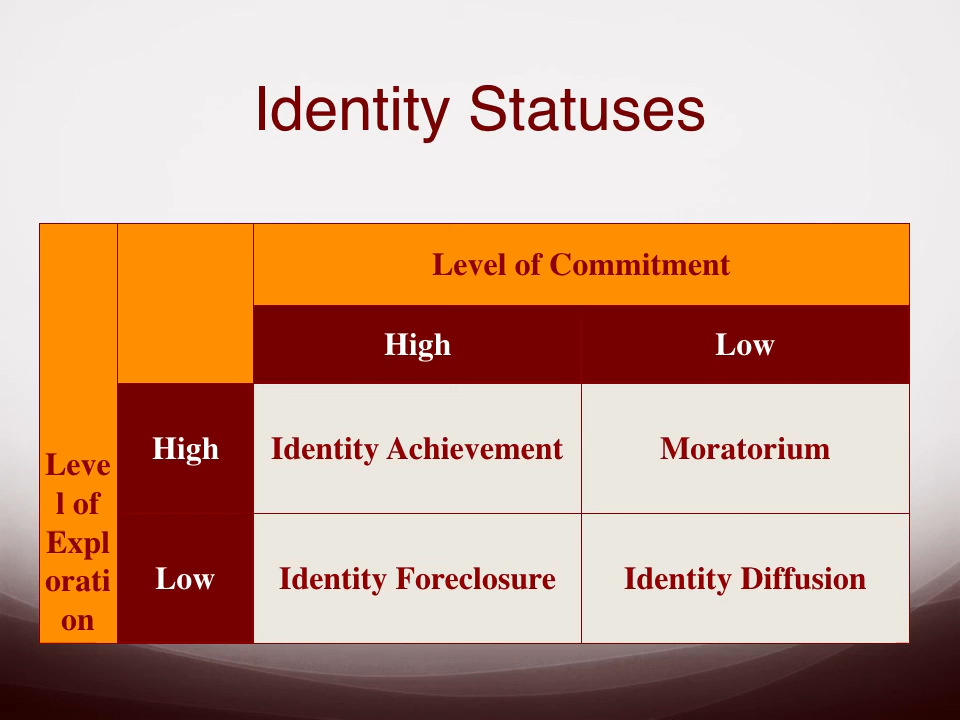 Identity Statuses
Level of Commitment
High Low
High Identity Achievement Moratorium
Leve
l of
Expl
orati
on
Low Identity Foreclosure Identity Diffusion